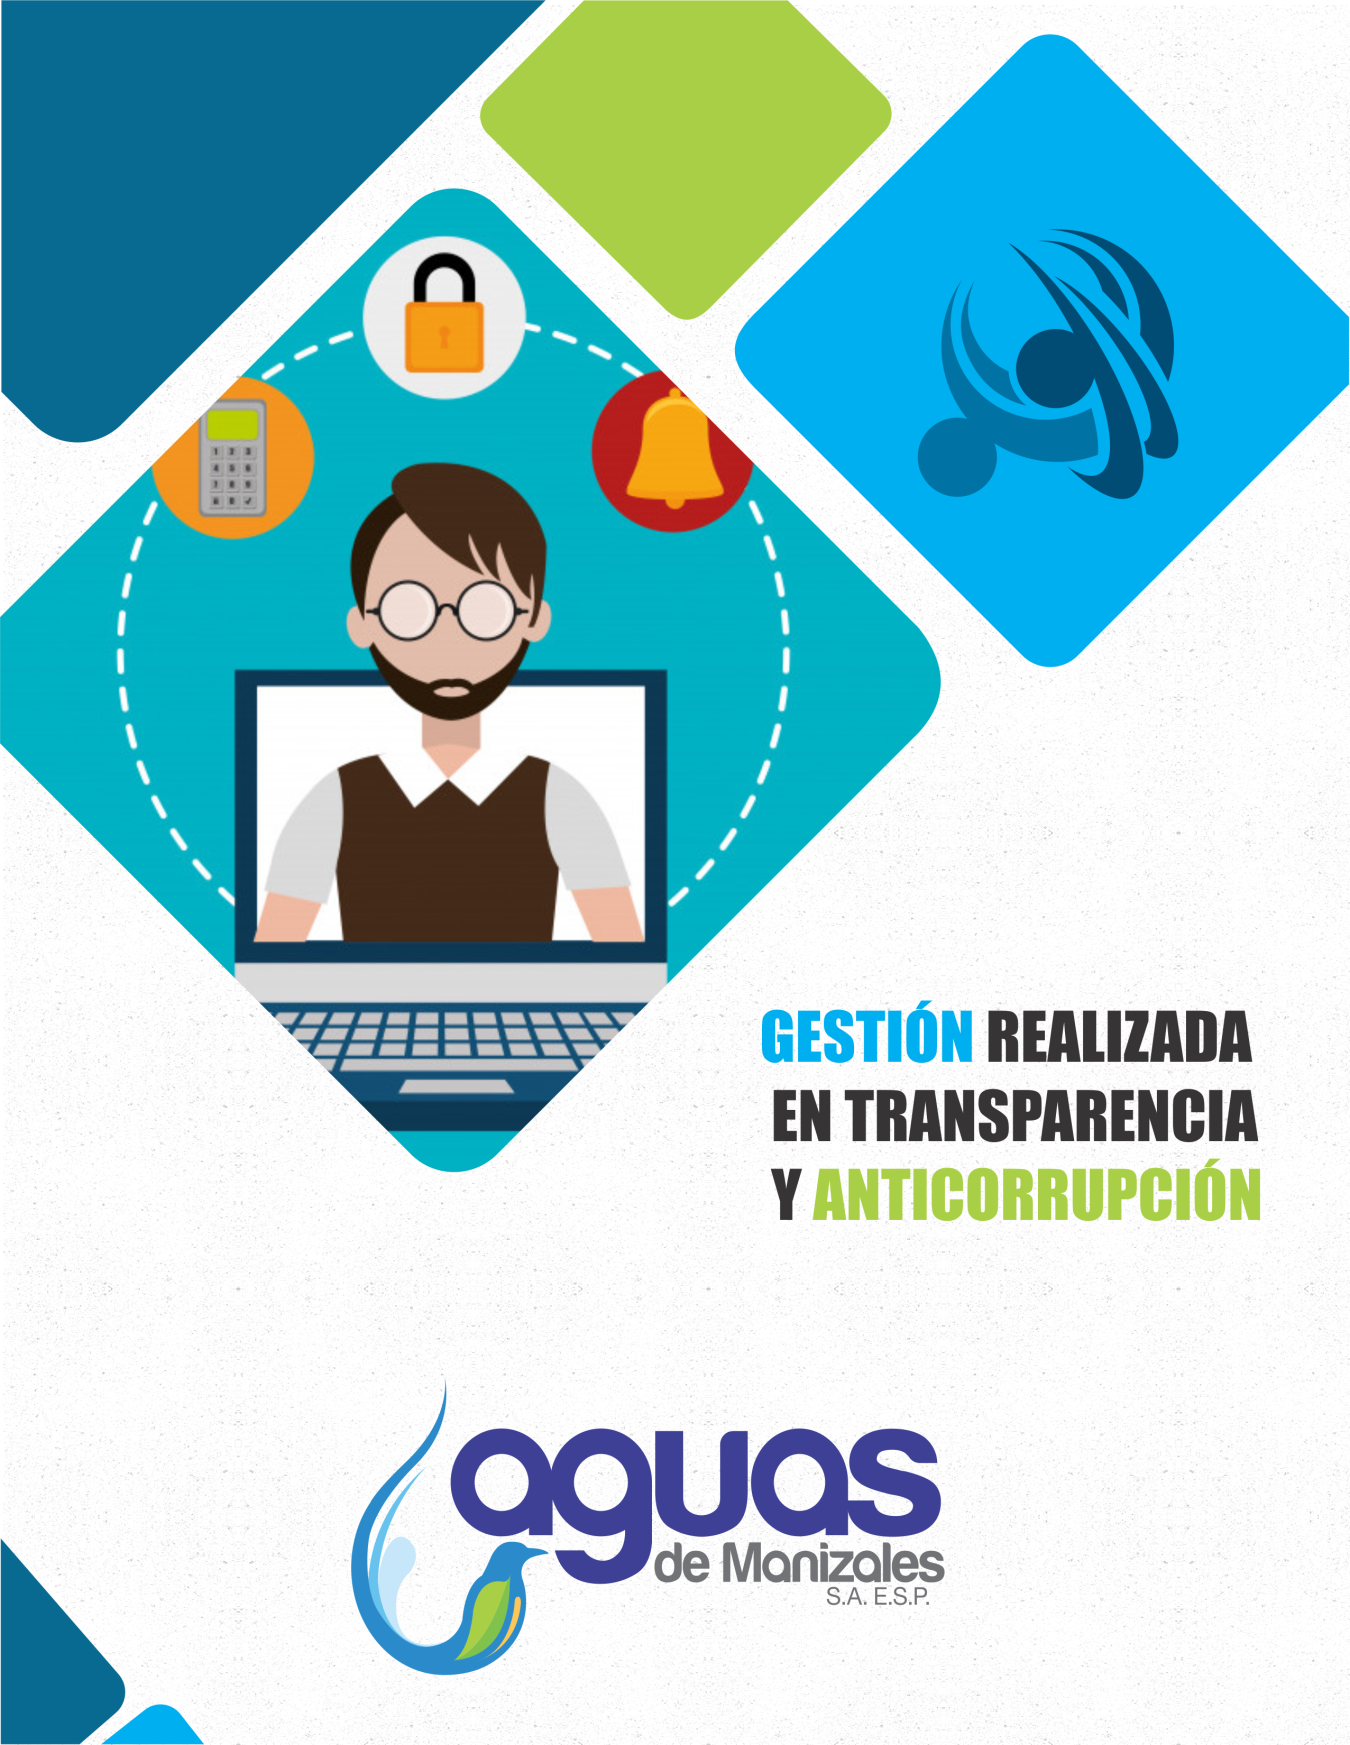 GESTIÓN REALIZADA
EN TRANSPARENCIA
Y ANTICORRUPCIÓN
aguas
de Manizales
S.A. E.S.P.